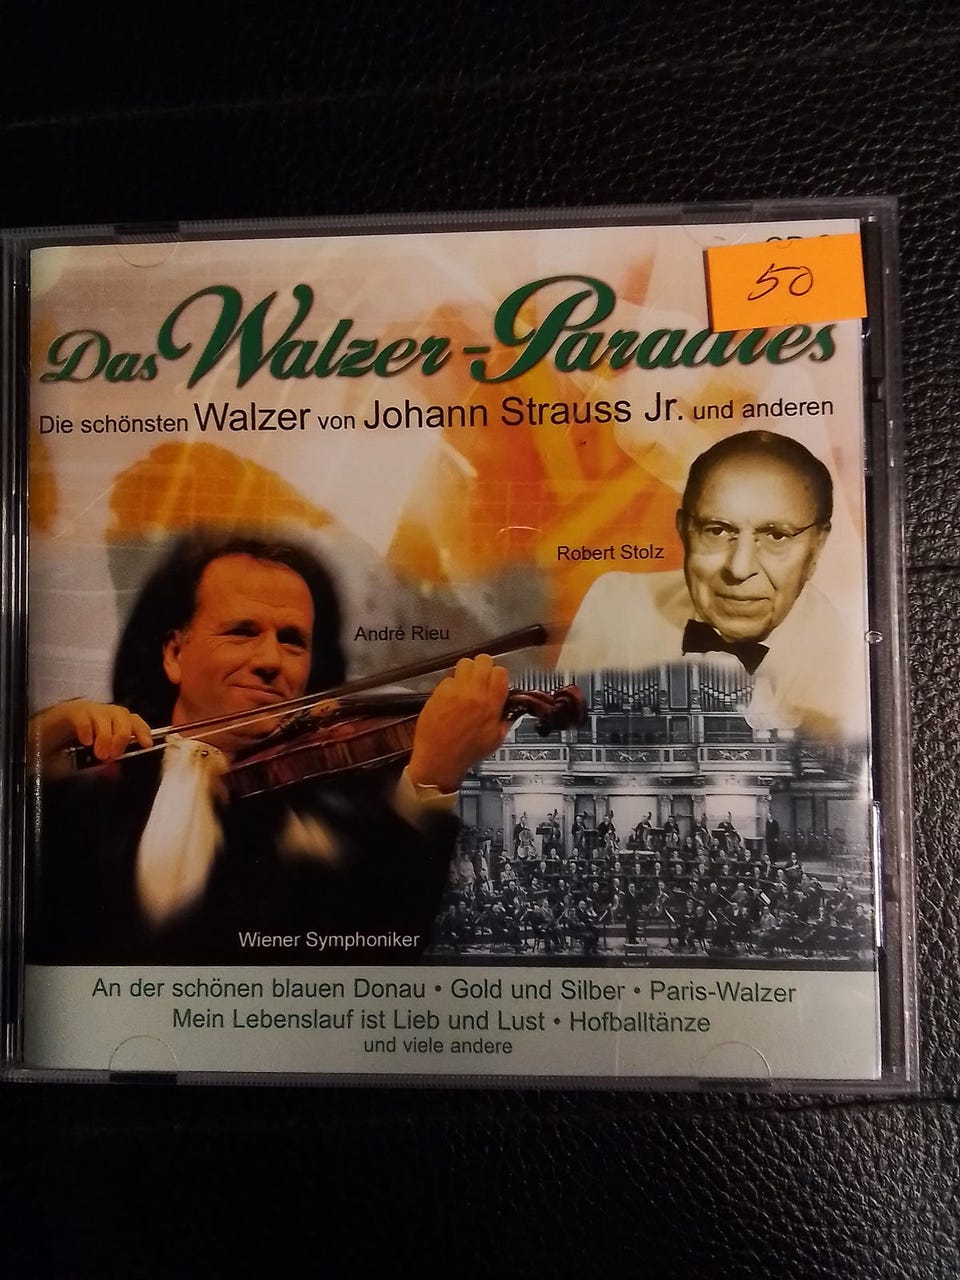 50
Das Walzer-Paradies
Die schönsten Walzer von Johann Strauss Jr. und anderen
Robert Stolz
André Rieu
Wiener Symphoniker
An der schönen blauen Donau • Gold und Silber • Paris-Walzer
Mein Lebenslauf ist Lieb und Lust • Hofballtänze
und viele andere